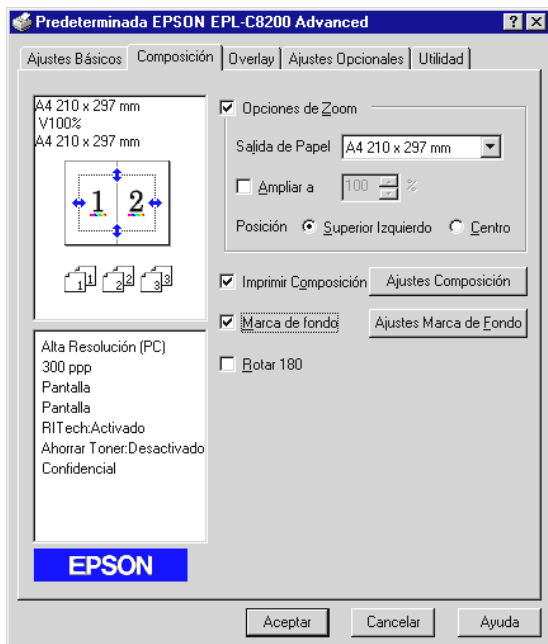 Predeterminada EPSON EPL-C8200 Advanced
Ajustes Básicos Composición Overlay Ajustes Opcionales Utilidad
A4 210 x 297 mm
V100%
A4 210 x 297 mm
1 2
1 1 2 2 3 3
Alta Resolución (PC)
300 ppp
Pantalla
Pantalla
RITech:Activado
Ahorrar Toner:Desactivado
Confidencial
EPSON
Opciones de Zoom
Salida de Papel A4 210 x 297 mm
Ampliar a 100 %
Posición Superior Izquierdo Centro
Imprimir Composición Ajustes Composición
Marca de fondo Ajustes Marca de Fondo
Rotar 180
Aceptar Cancelar Ayuda